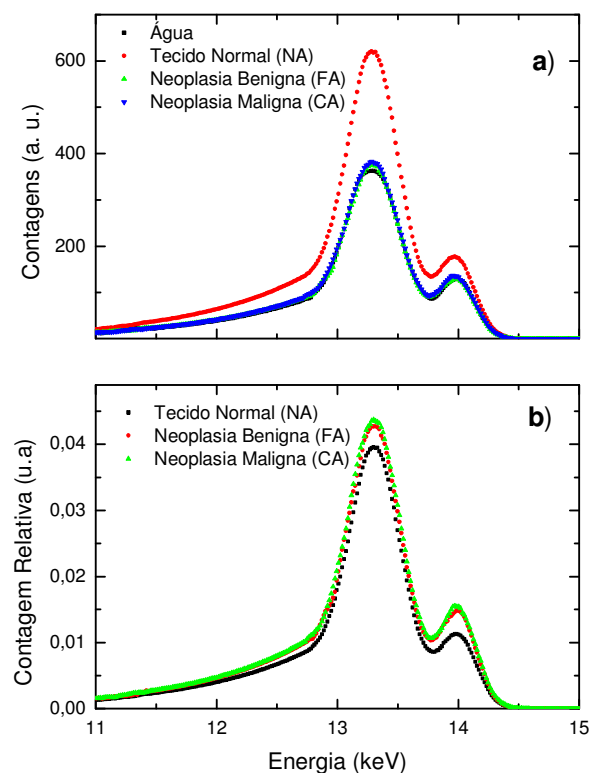 a)
Água
Tecido Normal (NA)
Neoplasia Benigna (FA)
Neoplasia Maligna (CA)
600
400
200
Contagens (a. u.)
b)
Tecido Normal (NA)
Neoplasia Benigna (FA)
Neoplasia Maligna (CA)
0,04
0,03
0,02
0,01
0,00
Contagem Relativa (u.a)
11 12 13 14 15
Energia (keV)